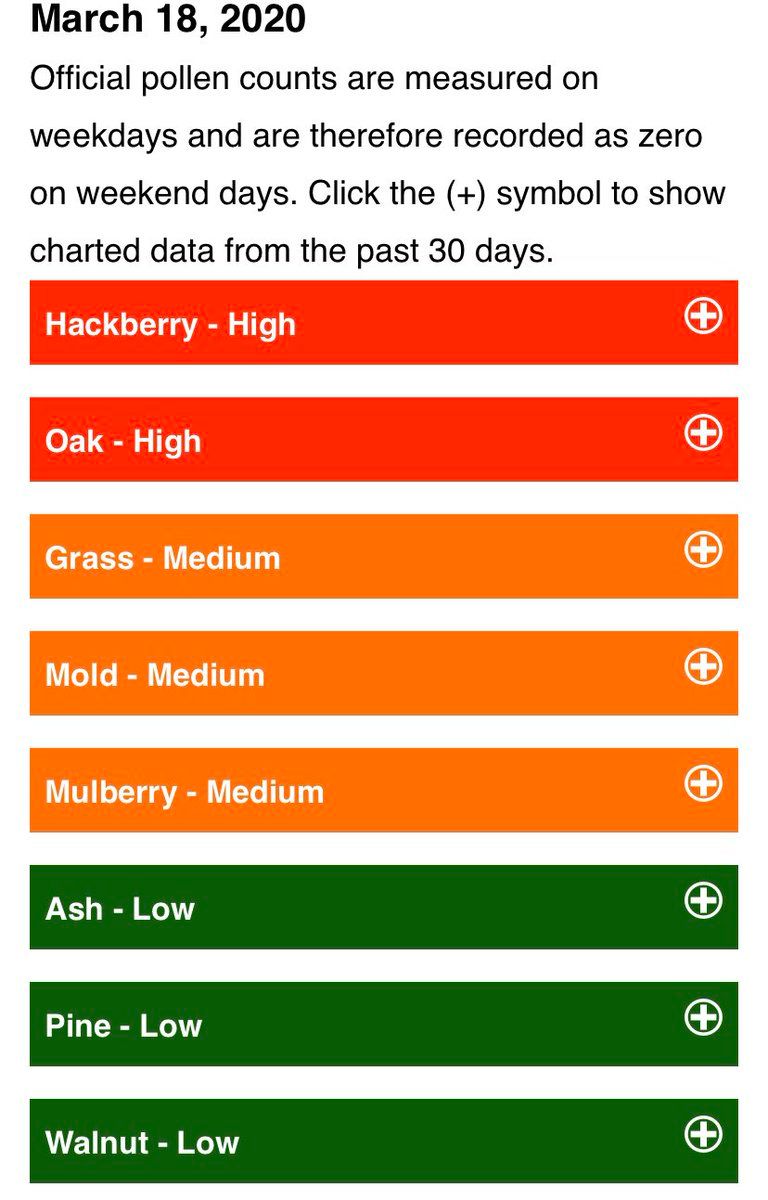 March 18, 2020
Official pollen counts are measured on
weekdays and are therefore recorded as zero
on weekend days. Click the (+) symbol to show
charted data from the past 30 days.
Hackberry - High
Oak - High
Grass - Medium
Mold - Medium
Mulberry - Medium
Ash - Low
Pine - Low
Walnut - Low